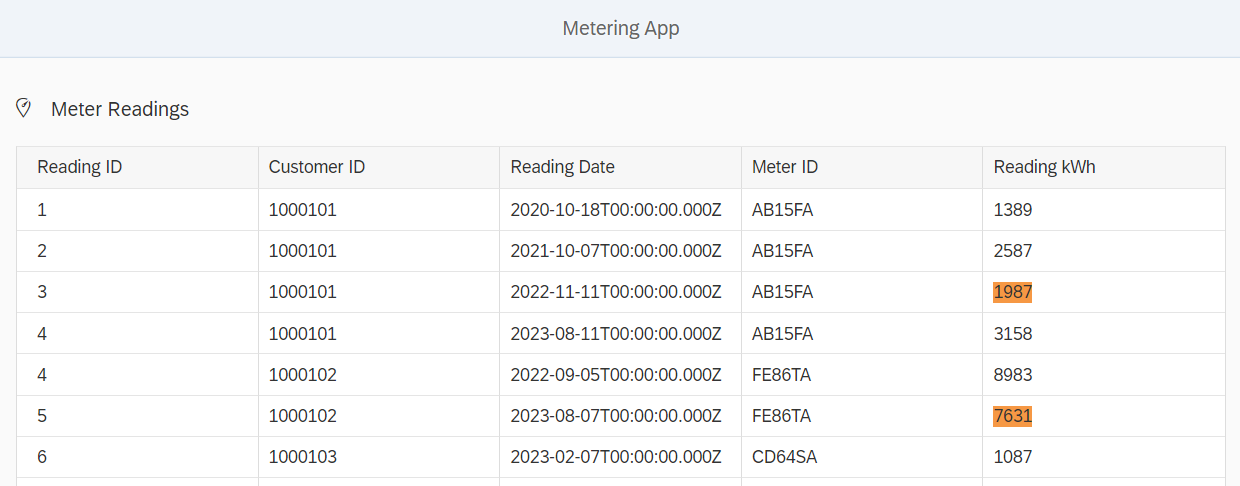 Metering App
Meter Readings
Reading ID Customer ID Reading Date Meter ID Reading kWh
1 1000101 2020-10-18T00:00:00.000Z AB15FA 1389
2 1000101 2021-10-07T00:00:00.000Z AB15FA 2587
3 1000101 2022-11-11T00:00:00.000Z AB15FA 1987
4 1000101 2023-08-11T00:00:00.000Z AB15FA 3158
4 1000102 2022-09-05T00:00:00.000Z FE86TA 8983
5 1000102 2023-08-07T00:00:00.000Z FE86TA 7631
6 1000103 2023-02-07T00:00:00.000Z CD64SA 1087